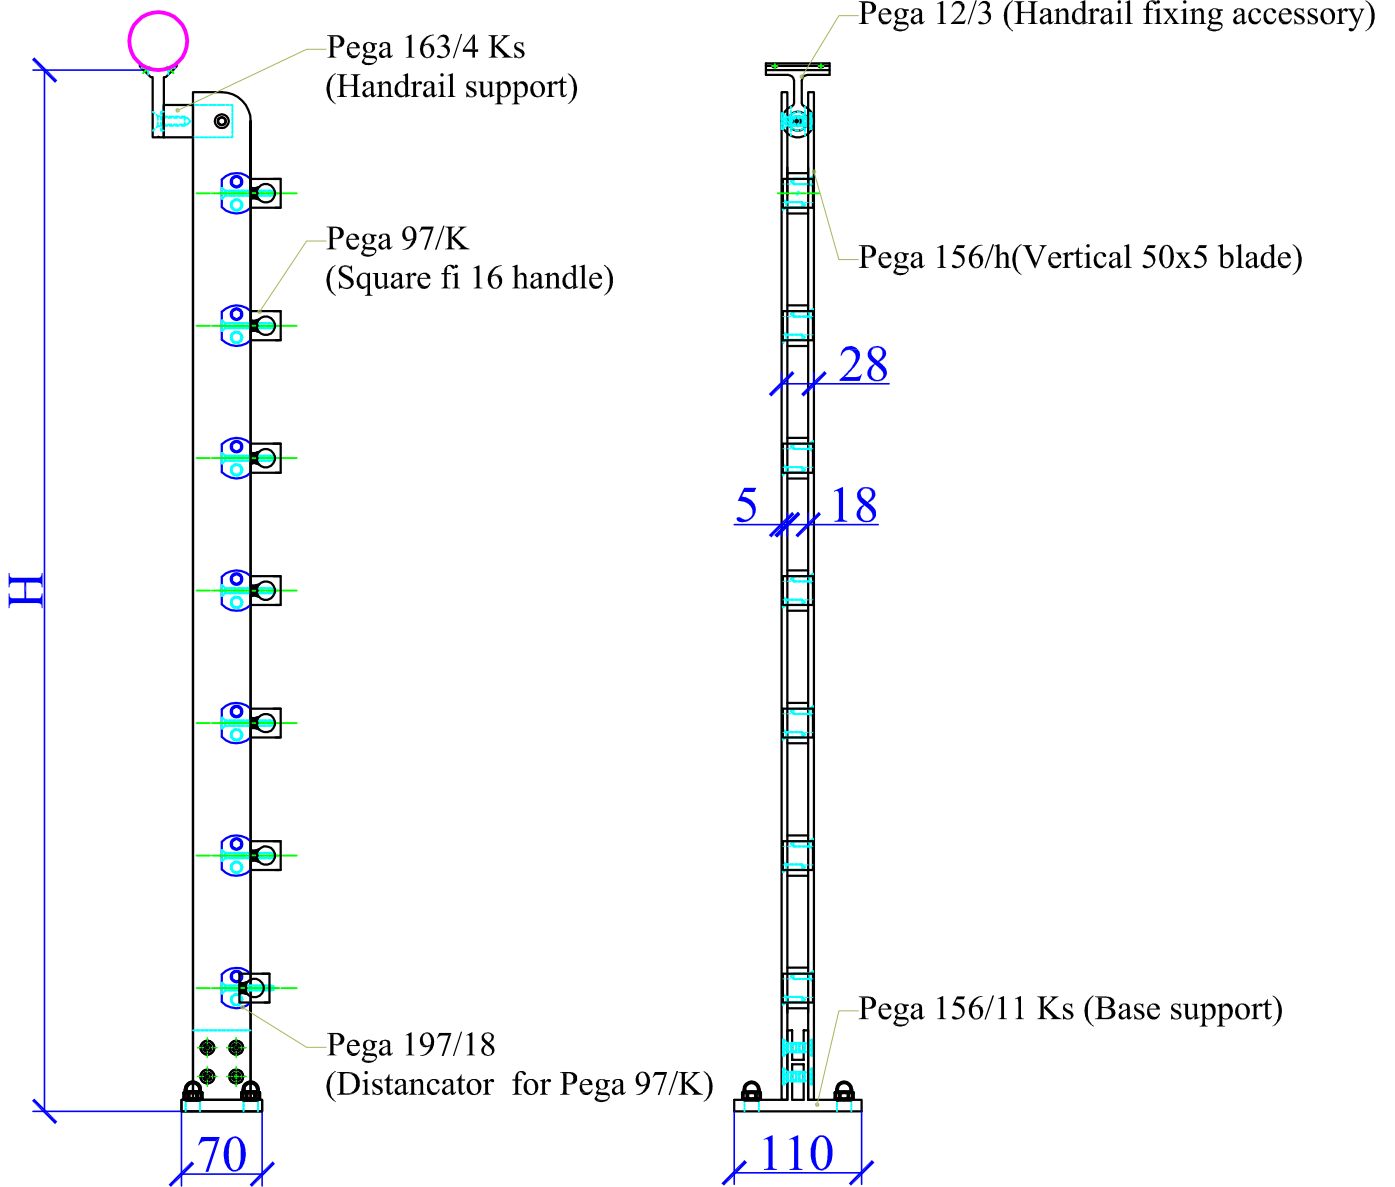 Pega 12/3 (Handrail fixing accessory)
Pega 163/4 Ks
(Handrail support)
Pega 97/K
(Square fi 16 handle)
Pega 156/h(Vertical 50x5 blade)
28
5
18
H
Pega 156/11 Ks (Base support)
Pega 197/18
(Distancator  for Pega 97/K)
70
110